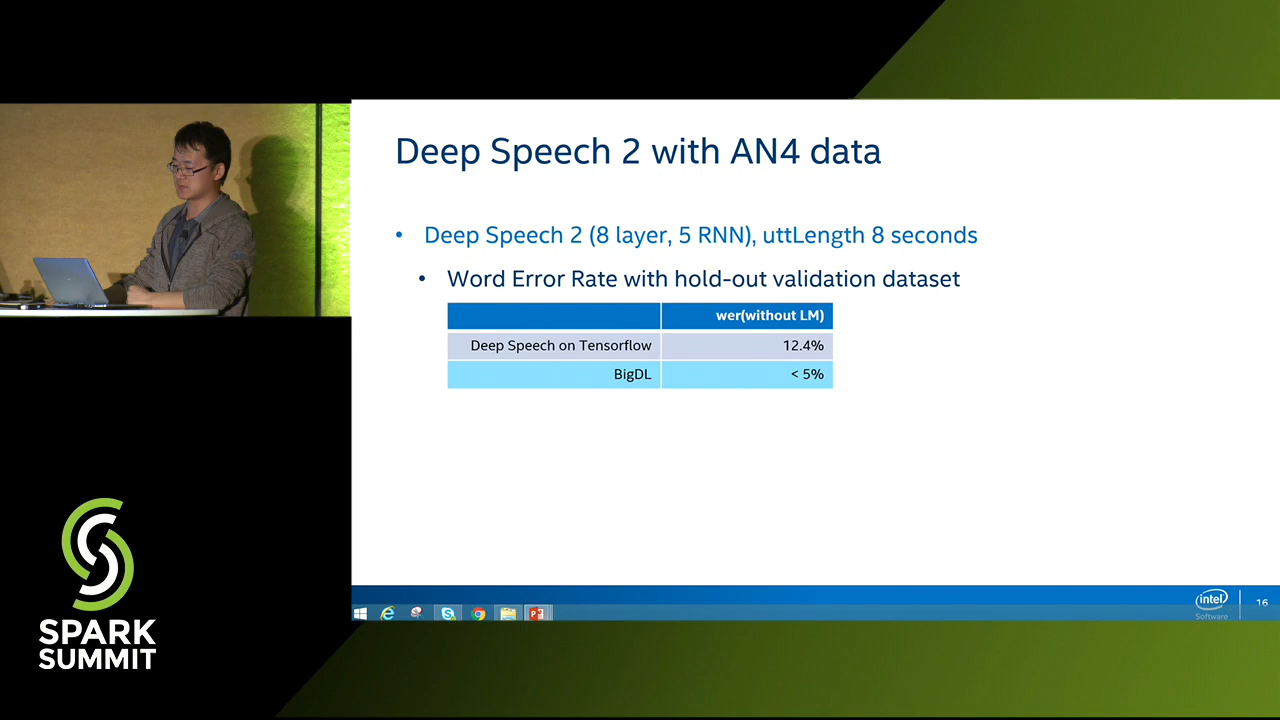 Deep Speech 2 with AN4 data
• Deep Speech 2 (8 layer, 5 RNN), uttLength 8 seconds
• Word Error Rate with hold-out validation dataset
wer(without LM)
Deep Speech on Tensorflow 12.4%
BigDL < 5%
intel
Software
16
SPARK
SUMMIT